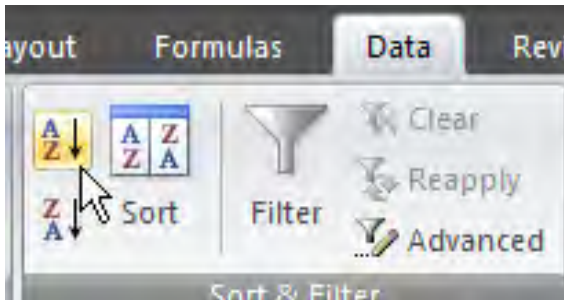 ayout Formulas Data Rev
A Z
A Z Z A
Clear
Reapply
Z A
Sort Filter
Advanced
Sort & Filter